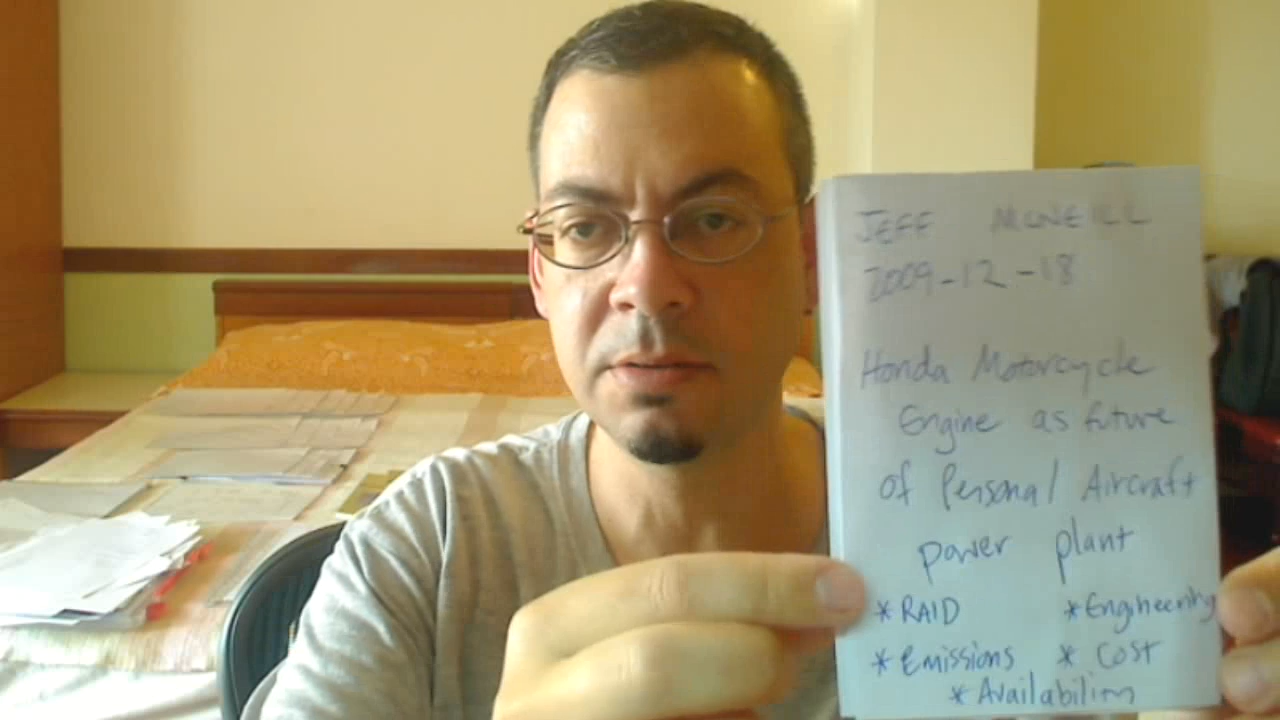 JEFF MCNEILL
2009-12-18
Honda Motorcycle
Engine as future
of Personal Aircraft
power plant
* RAID * Engineering
* Emissions * Cost
* Availability